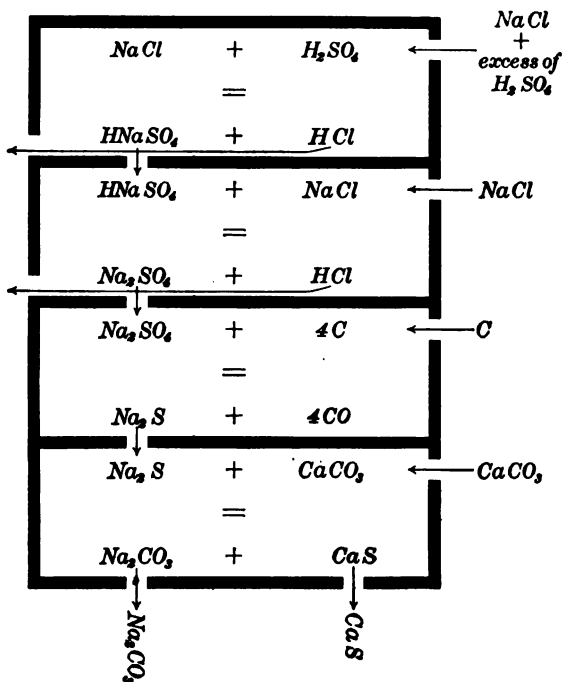 NaCl
+
excess of
H₂SO₄
NaCl + H₂SO₄
=
HNaSO₄ + HCl
HNaSO₄ + NaCl
NaCl
=
Na₂SO₄ + HCl
Na₂SO₄ + 4C
C
=
Na₂S + 4CO
Na₂S + CaCO₃
CaCO₃
=
Na₂CO₃ + CaS
Na₂CO₃
CaS